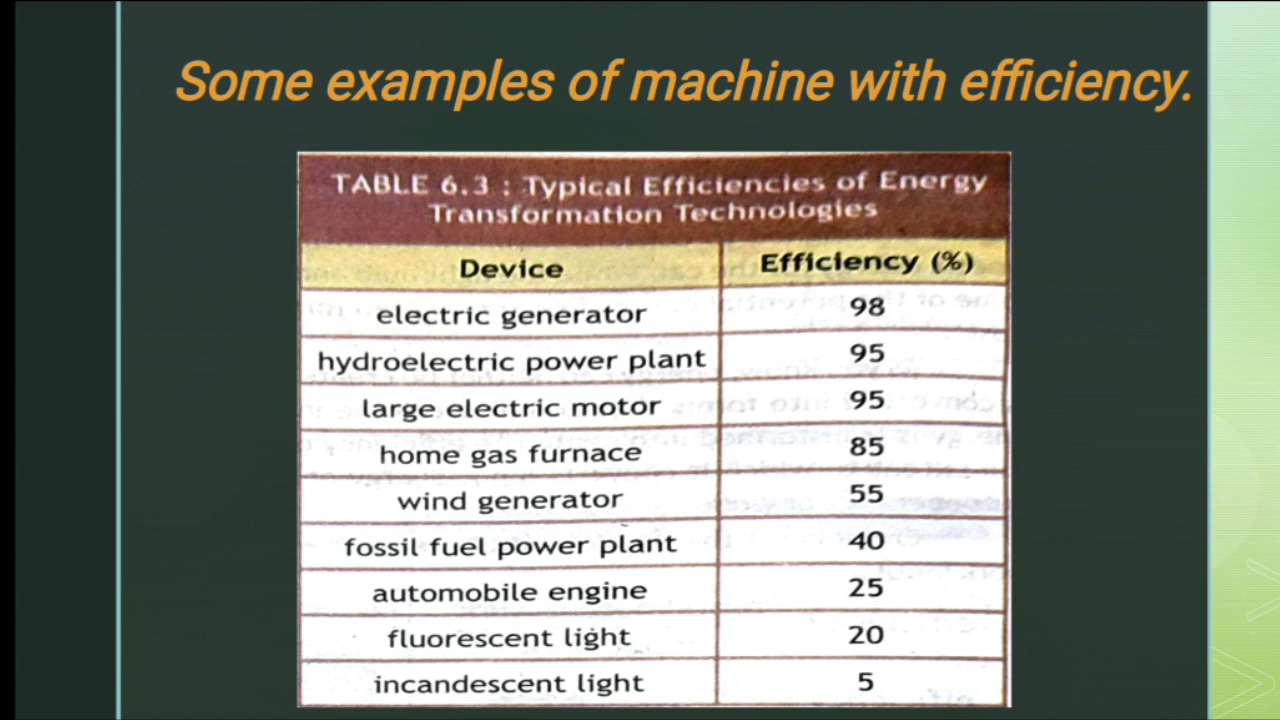 Some examples of machine with efficiency.
TABLE 6.3 : Typical Efficiencies of Energy
Transformation Technologies
Device Efficiency (%)
electric generator 98
hydroelectric power plant 95
large electric motor 95
home gas furnace 85
wind generator 55
fossil fuel power plant 40
automobile engine 25
fluorescent light 20
incandescent light 5